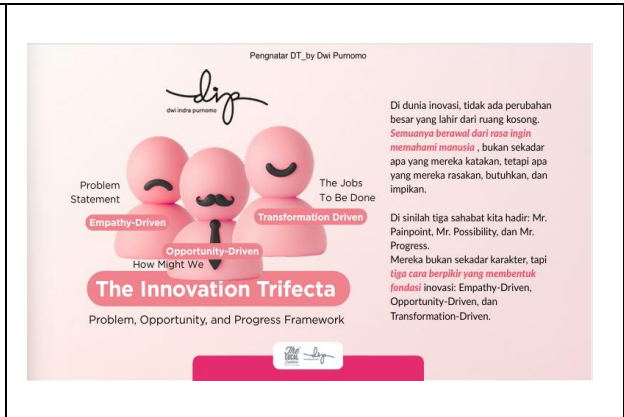 Pengnatar DT_by Dwi Purnomo
dip
dwi indra purnomo
Problem
Statement
Empathy-Driven
The Jobs
To Be Done
Transformation Driven
Opportunity-Driven
How Might We
The Innovation Trifecta
Problem, Opportunity, and Progress Framework
Di dunia inovasi, tidak ada perubahan
besar yang lahir dari ruang kosong.
Semuanya berawal dari rasa ingin
memahami manusia , bukan sekadar
apa yang mereka katakan, tetapi apa
yang mereka rasakan, butuhkan, dan
impikan.
Di sinilah tiga sahabat kita hadir: Mr.
Painpoint, Mr. Possibility, dan Mr.
Progress.
Mereka bukan sekadar karakter, tapi
tiga cara berpikir yang membentuk
fondasi inovasi: Empathy-Driven,
Opportunity-Driven, dan
Transformation-Driven.
The
LOCAL
dip